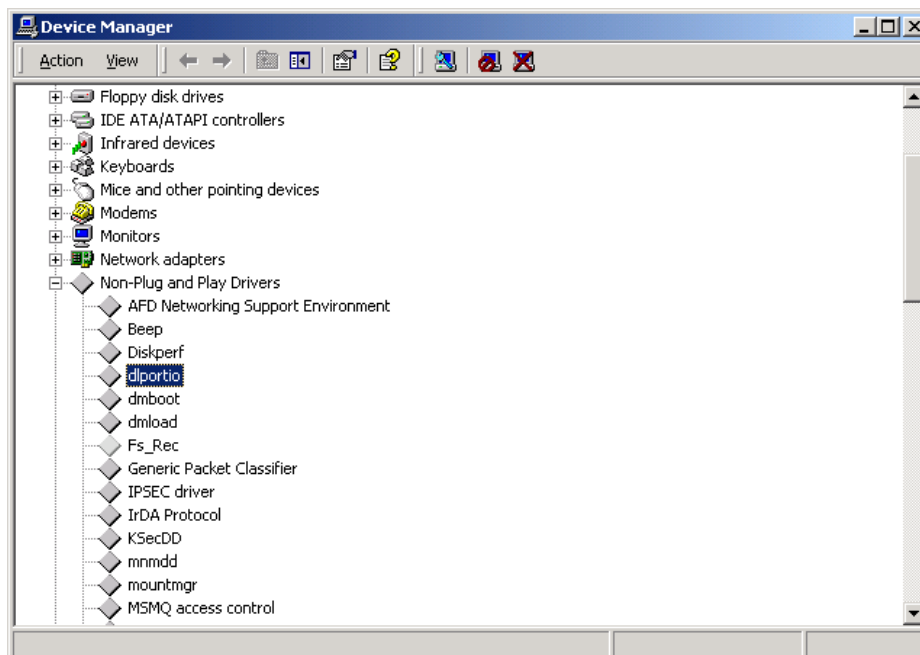 Device Manager
Action View
Floppy disk drives
IDE ATA/ATAPI controllers
Infrared devices
Keyboards
Mice and other pointing devices
Modems
Monitors
Network adapters
Non-Plug and Play Drivers
AFD Networking Support Environment
Beep
Diskperf
dlportio
dmboot
dmload
Fs_Rec
Generic Packet Classifier
IPSEC driver
IrDA Protocol
KSecDD
mnmdd
mountmgr
MSMQ access control